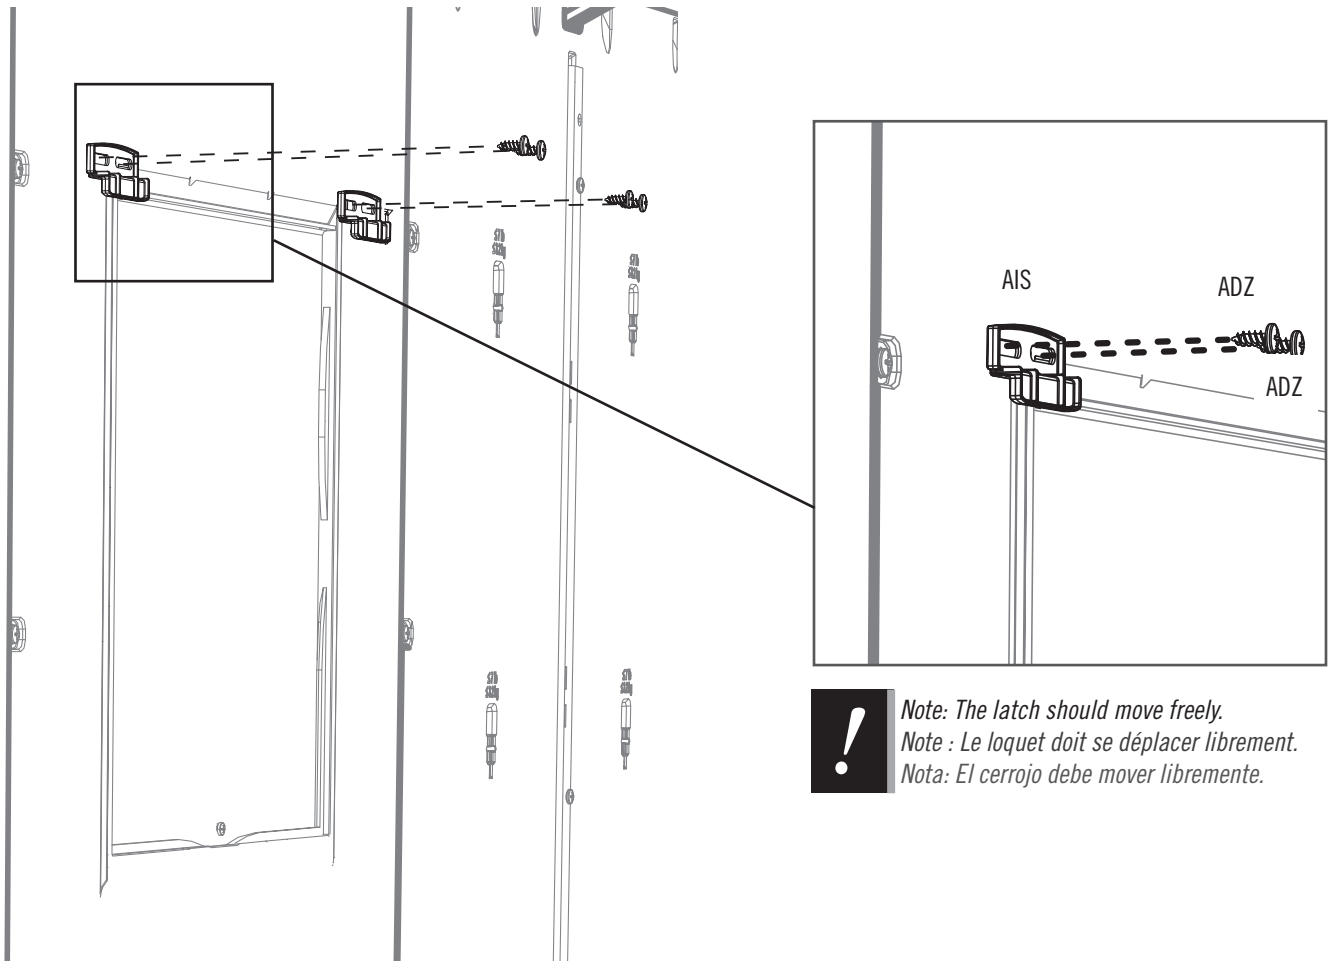 AIS
ADZ
ADZ
Note: The latch should move freely.
Note : Le loquet doit se déplacer librement.
Nota: El cerrojo debe mover libremente.